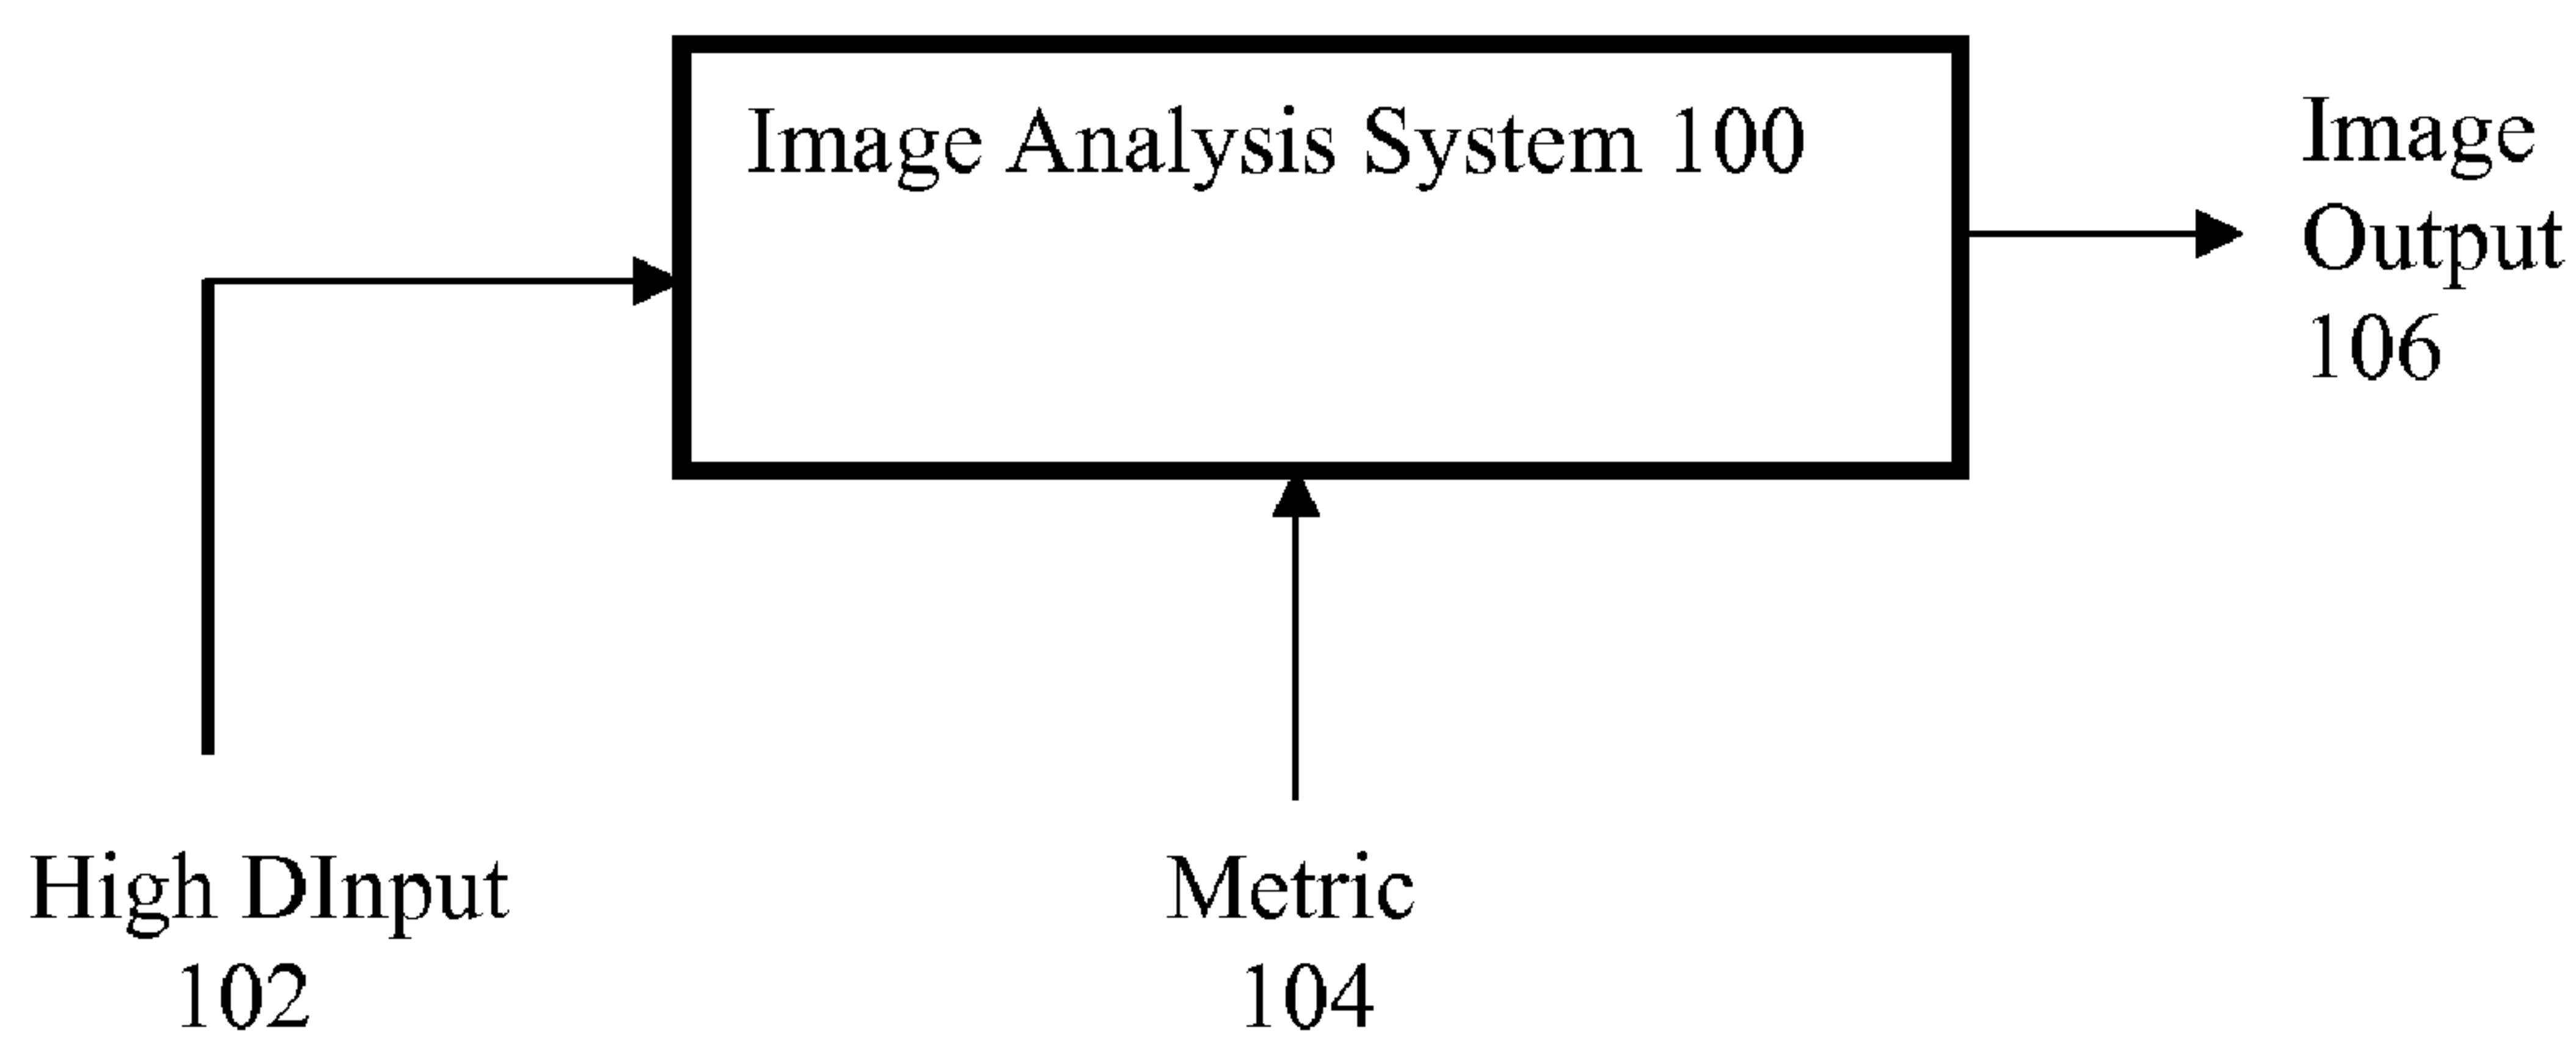 Image Analysis System 100
Image
Output
106
High DInput
102
Metric
104